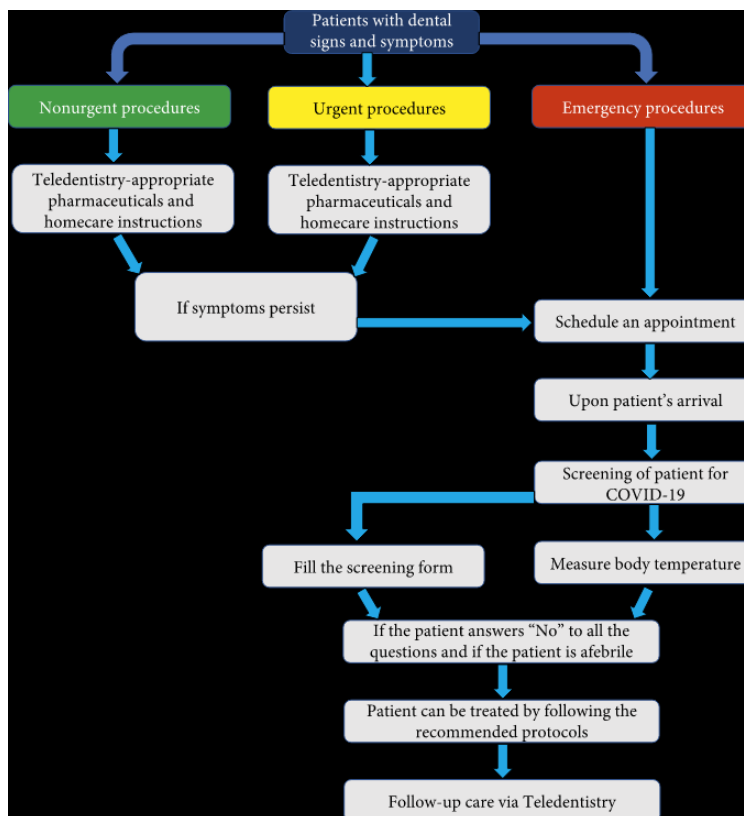 Patients with dental
signs and symptoms
Nonurgent procedures
Urgent procedures
Emergency procedures
Teledentistry-appropriate
pharmaceuticals and
homecare instructions
Teledentistry-appropriate
pharmaceuticals and
homecare instructions
If symptoms persist
Schedule an appointment
Upon patient's arrival
Screening of patient for
COVID-19
Fill the screening form
Measure body temperature
If the patient answers “No” to all the
questions and if the patient is afebrile
Patient can be treated by following the
recommended protocols
Follow-up care via Teledentistry